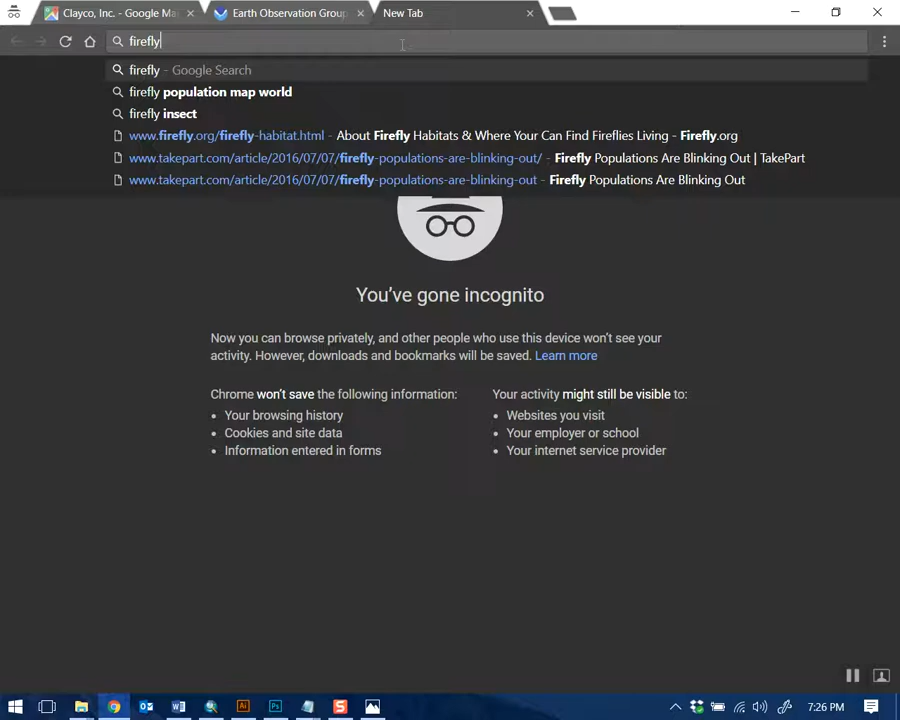 Clayco, Inc. - Google Ma
Earth Observation Group
New Tab
firefly
firefly - Google Search
firefly population map world
firefly insect
www.firefly.org/firefly-habitat.html - About Firefly Habitats & Where Your Can Find Fireflies Living - Firefly.org
www.takepart.com/article/2016/07/07/firefly-populations-are-blinking-out/ - Firefly Populations Are Blinking Out | TakePart
www.takepart.com/article/2016/07/07/firefly-populations-are-blinking-out - Firefly Populations Are Blinking Out
You've gone incognito
Now you can browse privately, and other people who use this device won't see your
activity. However, downloads and bookmarks will be saved. Learn more
Chrome won't save the following information:
• Your browsing history
• Cookies and site data
• Information entered in forms
Your activity might still be visible to:
• Websites you visit
• Your employer or school
• Your internet service provider
7:26 PM